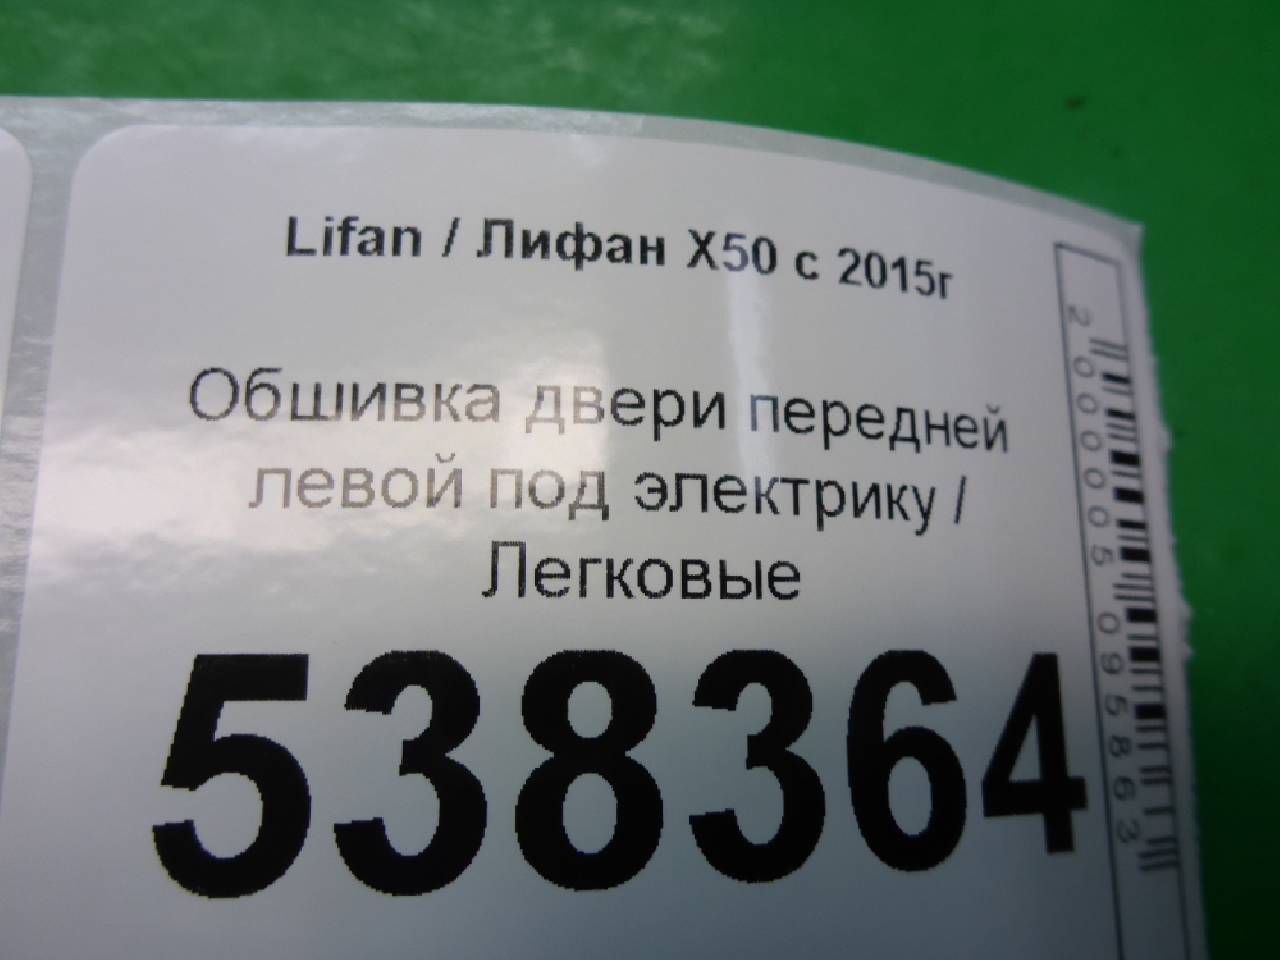 Lifan / Лифан X50 с 2015г
Обшивка двери передней
левой под электрику /
Легковые
538364
2000005095863